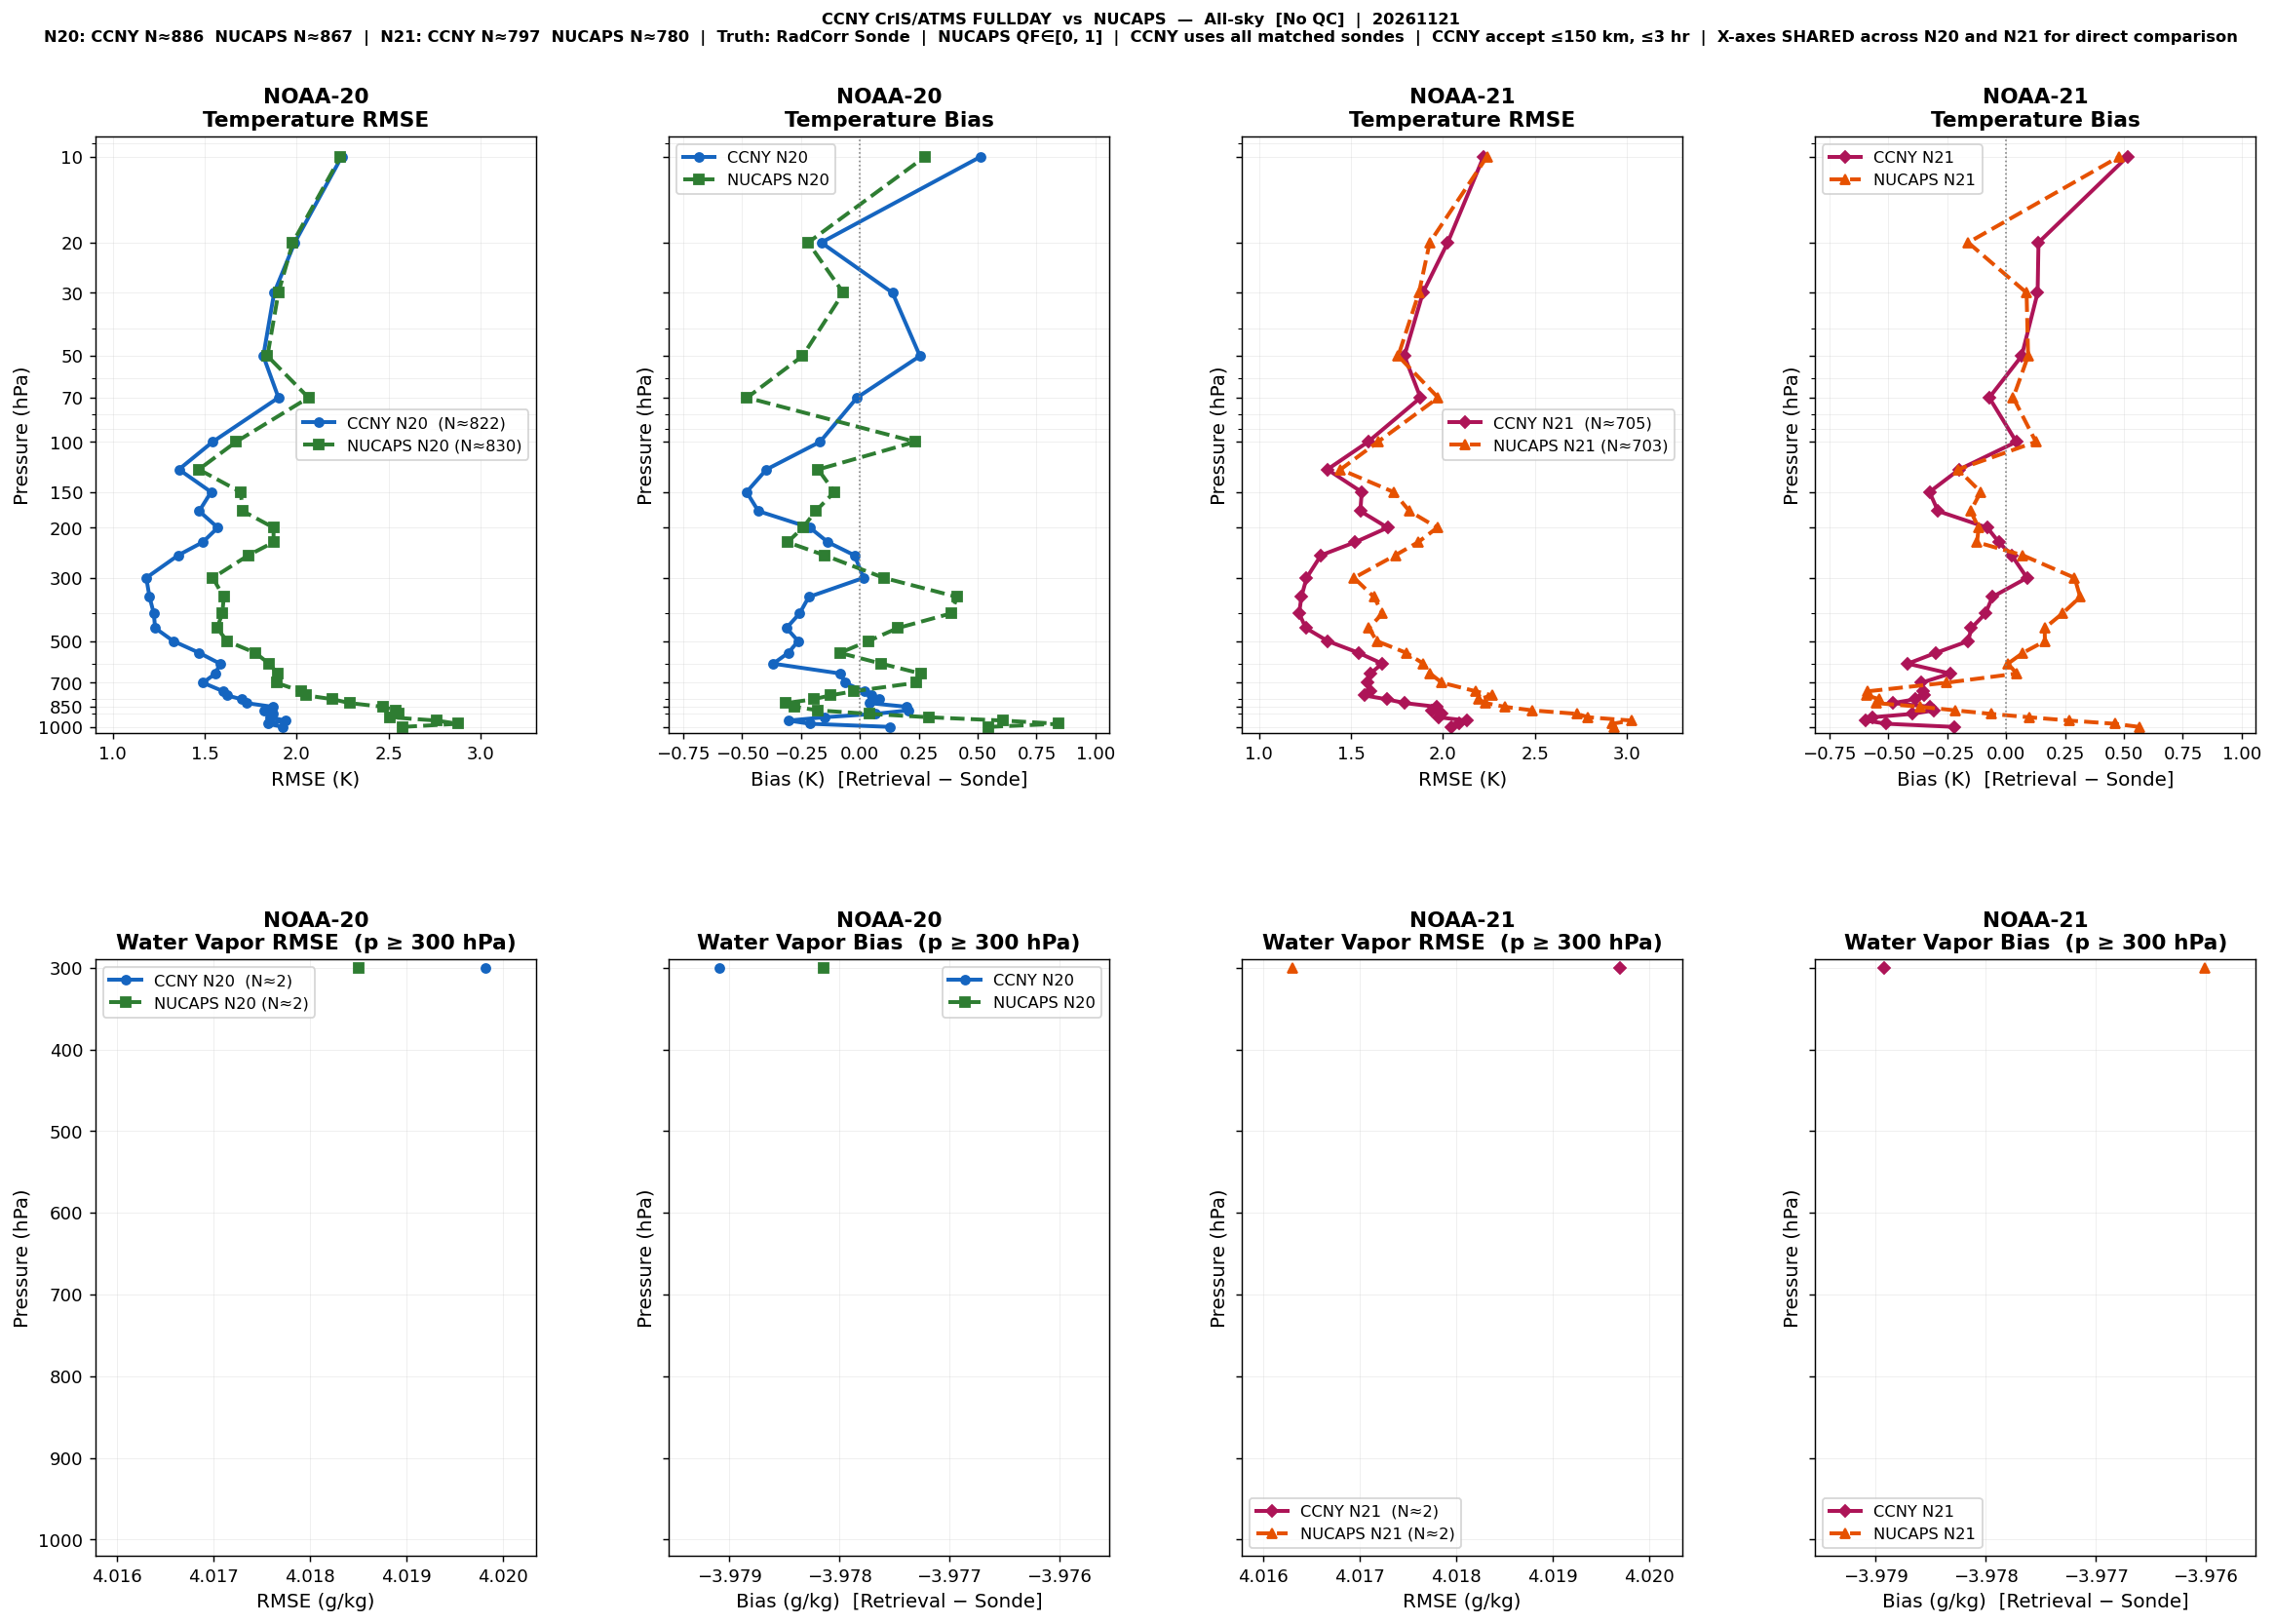 CCNY CrIS/ATMS FULLDAY vs NUCAPS — All-sky [No QC] | 20261121
N20: CCNY N≈886 NUCAPS N≈867 | N21: CCNY N≈797 NUCAPS N≈780 | Truth: RadCorr Sonde | NUCAPS QF∈[0, 1] | CCNY uses all matched sondes | CCNY accept ≤150 km, ≤3 hr | X-axes SHARED across N20 and N21 for direct comparison
NOAA-20
Temperature RMSE
Pressure (hPa)
10
20
30
50
70
100
150
200
300
500
700
850
1000
CCNY N20 (N≈822)
NUCAPS N20 (N≈830)
1.0 1.5 2.0 2.5 3.0
RMSE (K)
NOAA-20
Temperature Bias
Pressure (hPa)
CCNY N20
NUCAPS N20
−0.75 −0.50 −0.25 0.00 0.25 0.50 0.75 1.00
Bias (K) [Retrieval − Sonde]
NOAA-21
Temperature RMSE
Pressure (hPa)
CCNY N21 (N≈705)
NUCAPS N21 (N≈703)
1.0 1.5 2.0 2.5 3.0
RMSE (K)
NOAA-21
Temperature Bias
Pressure (hPa)
CCNY N21
NUCAPS N21
−0.75 −0.50 −0.25 0.00 0.25 0.50 0.75 1.00
Bias (K) [Retrieval − Sonde]
NOAA-20
Water Vapor RMSE (p ≥ 300 hPa)
Pressure (hPa)
300
400
500
600
700
800
900
1000
CCNY N20 (N≈2)
NUCAPS N20 (N≈2)
4.016 4.017 4.018 4.019 4.020
RMSE (g/kg)
NOAA-20
Water Vapor Bias (p ≥ 300 hPa)
Pressure (hPa)
CCNY N20
NUCAPS N20
−3.979 −3.978 −3.977 −3.976
Bias (g/kg) [Retrieval − Sonde]
NOAA-21
Water Vapor RMSE (p ≥ 300 hPa)
Pressure (hPa)
CCNY N21 (N≈2)
NUCAPS N21 (N≈2)
4.016 4.017 4.018 4.019 4.020
RMSE (g/kg)
NOAA-21
Water Vapor Bias (p ≥ 300 hPa)
Pressure (hPa)
CCNY N21
NUCAPS N21
−3.979 −3.978 −3.977 −3.976
Bias (g/kg) [Retrieval − Sonde]